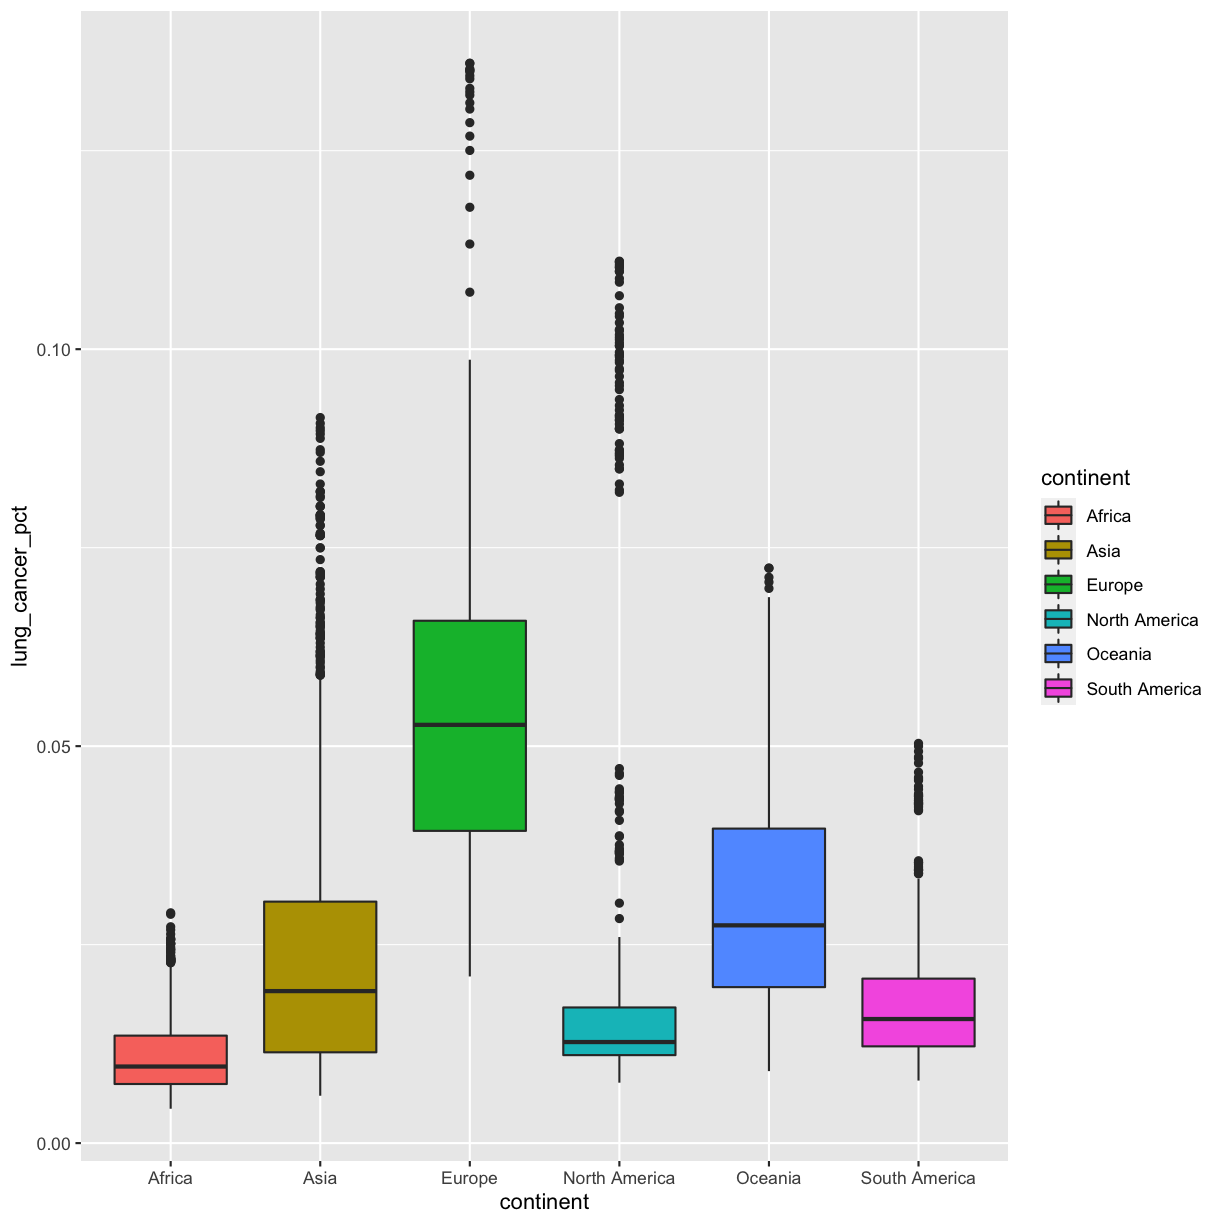 lung_cancer_pct
0.10
0.05
0.00
Africa
Asia
Europe
North America
Oceania
South America
continent
continent
Africa
Asia
Europe
North America
Oceania
South America